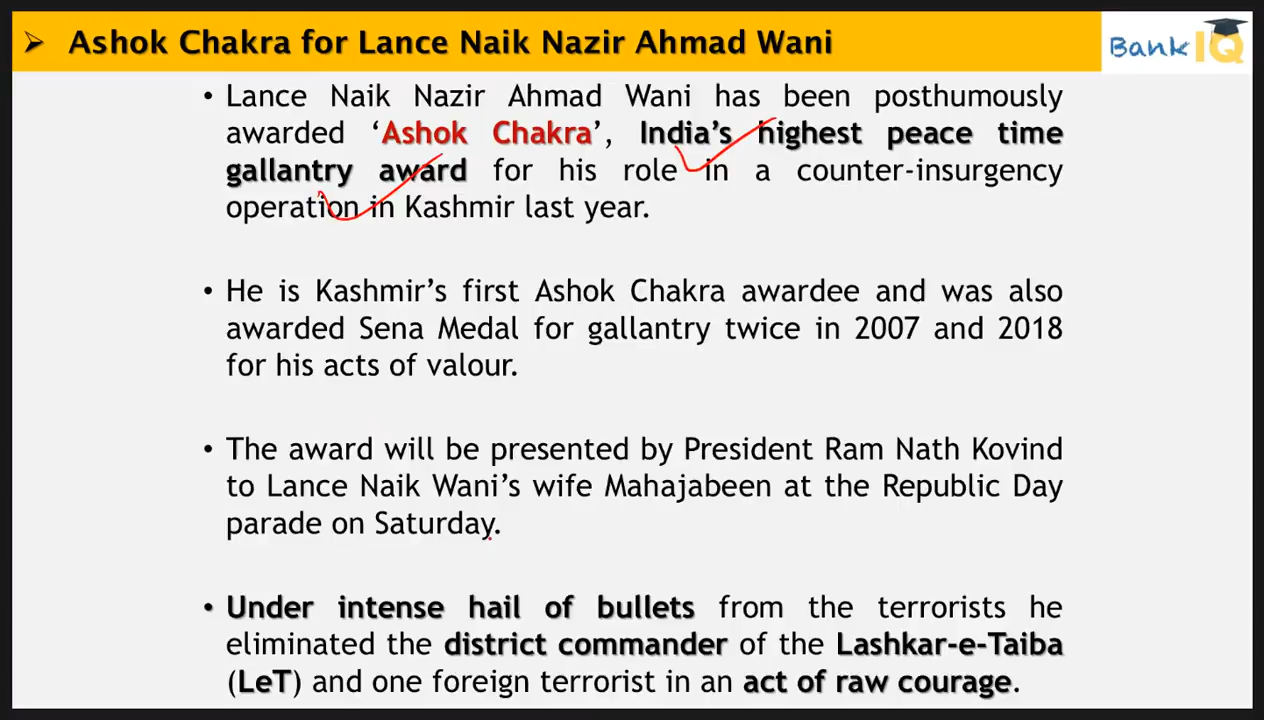 ➢ Ashok Chakra for Lance Naik Nazir Ahmad Wani
Bank IQ
• Lance Naik Nazir Ahmad Wani has been posthumously
awarded ‘Ashok Chakra’, India’s highest peace time
gallantry award for his role in a counter-insurgency
operation in Kashmir last year.
• He is Kashmir’s first Ashok Chakra awardee and was also
awarded Sena Medal for gallantry twice in 2007 and 2018
for his acts of valour.
• The award will be presented by President Ram Nath Kovind
to Lance Naik Wani’s wife Mahajabeen at the Republic Day
parade on Saturday.
• Under intense hail of bullets from the terrorists he
eliminated the district commander of the Lashkar-e-Taiba
(LeT) and one foreign terrorist in an act of raw courage.